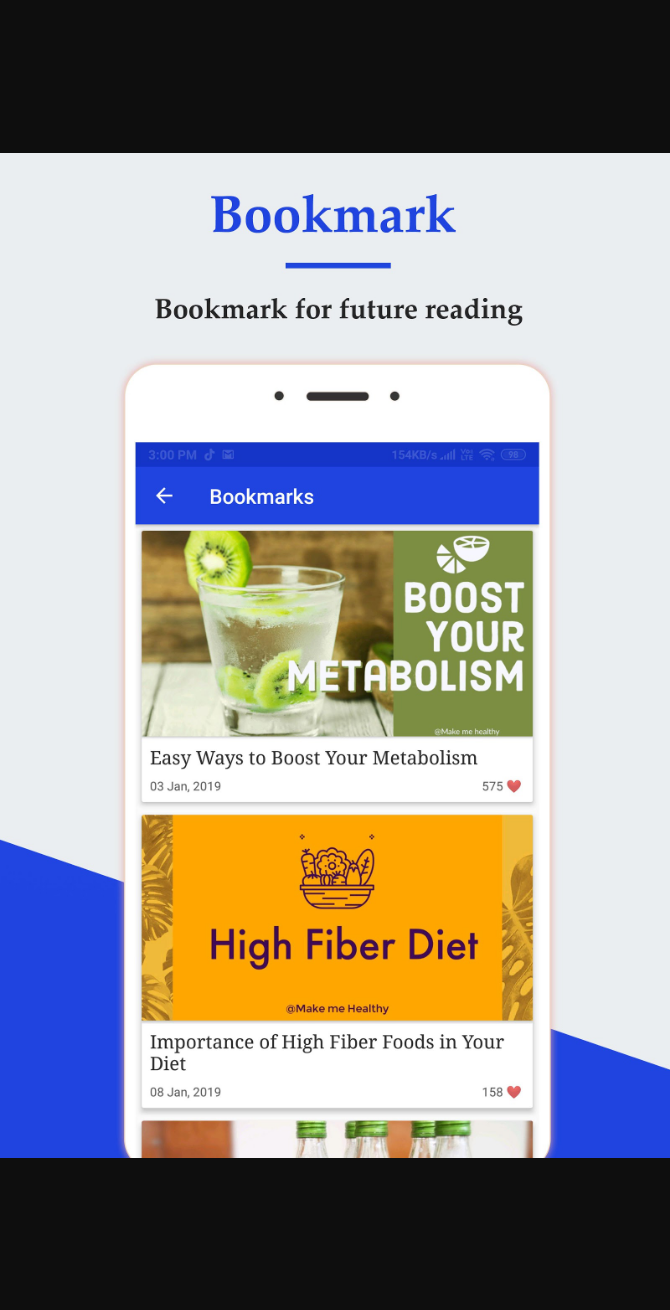 Bookmark
Bookmark for future reading
3:00 PM
154KB/s
98
Bookmarks
BOOST
YOUR
METABOLISM
@Make me healthy
Easy Ways to Boost Your Metabolism
03 Jan, 2019
575
High Fiber Diet
@Make me Healthy
Importance of High Fiber Foods in Your
Diet
08 Jan, 2019
158